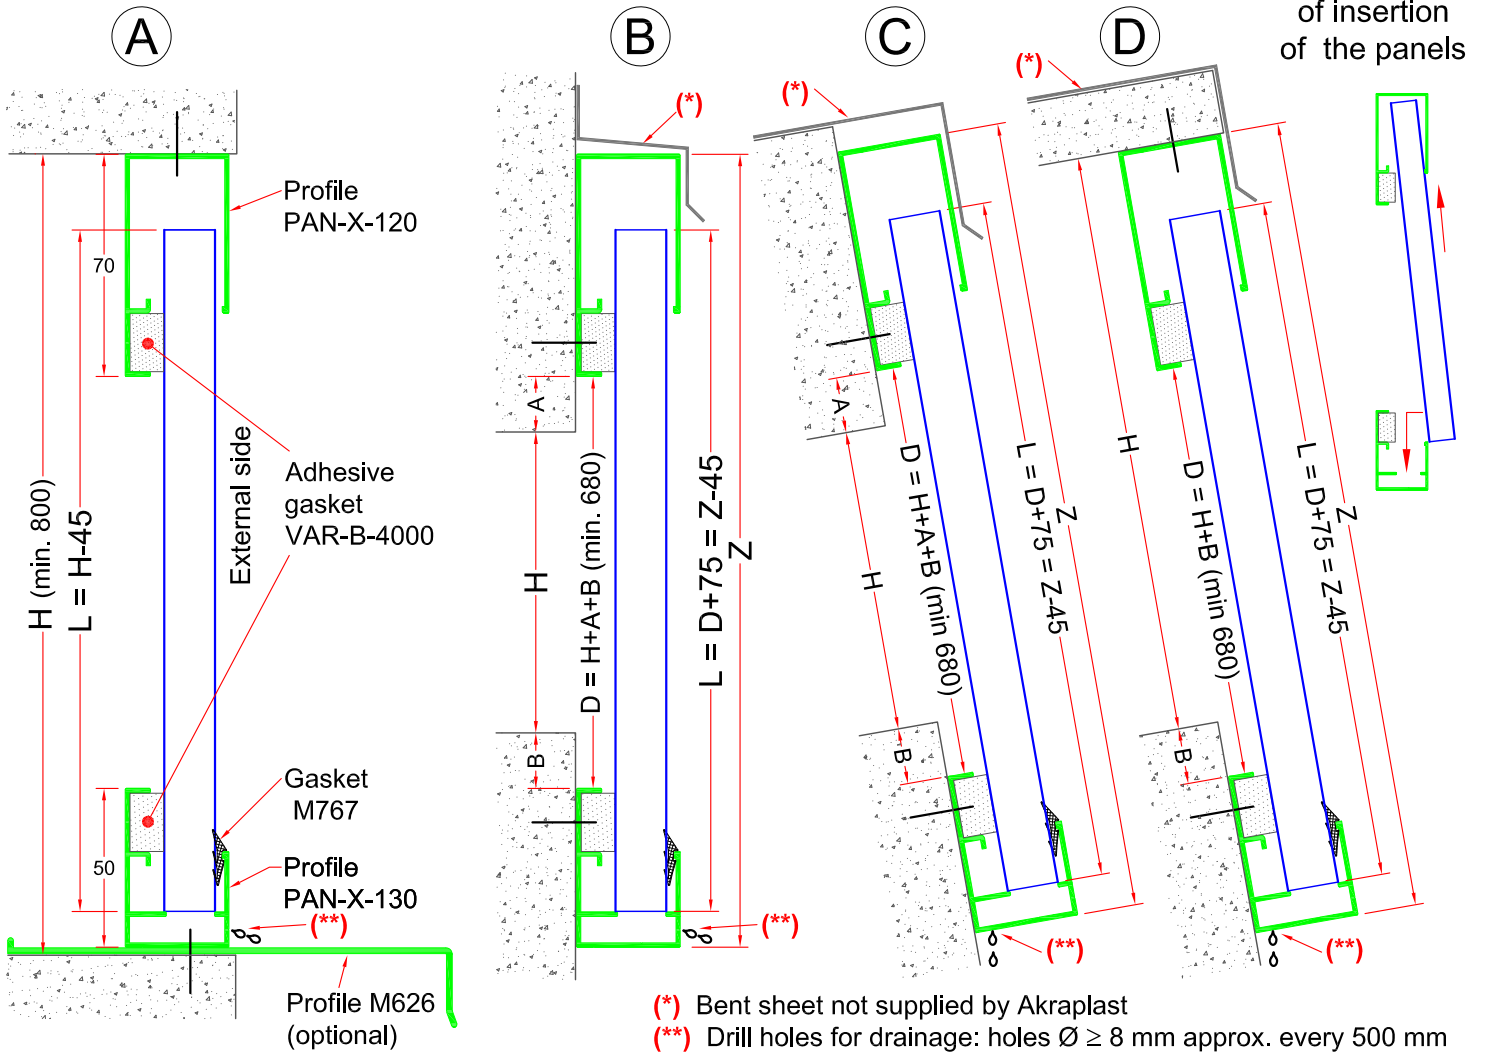 A
B
C
D
of insertion
of the panels
(*)
(*)
(*)
Profile
PAN-X-120
70
H (min. 800)
L = H-45
External side
Adhesive
gasket
VAR-B-4000
Gasket
M767
50
Profile
PAN-X-130
(**)
Profile M626
(optional)
A
H
B
D = H+A+B (min. 680)
L = D+75 = Z-45
Z
(**)
A
H
B
D = H+A+B (min 680)
L = D+75 = Z-45
Z
(**)
H
B
D = H+B (min 680)
L = D+75 = Z-45
Z
(**)
(*) Bent sheet not supplied by Akraplast
(**) Drill holes for drainage: holes Ø ≥ 8 mm approx. every 500 mm